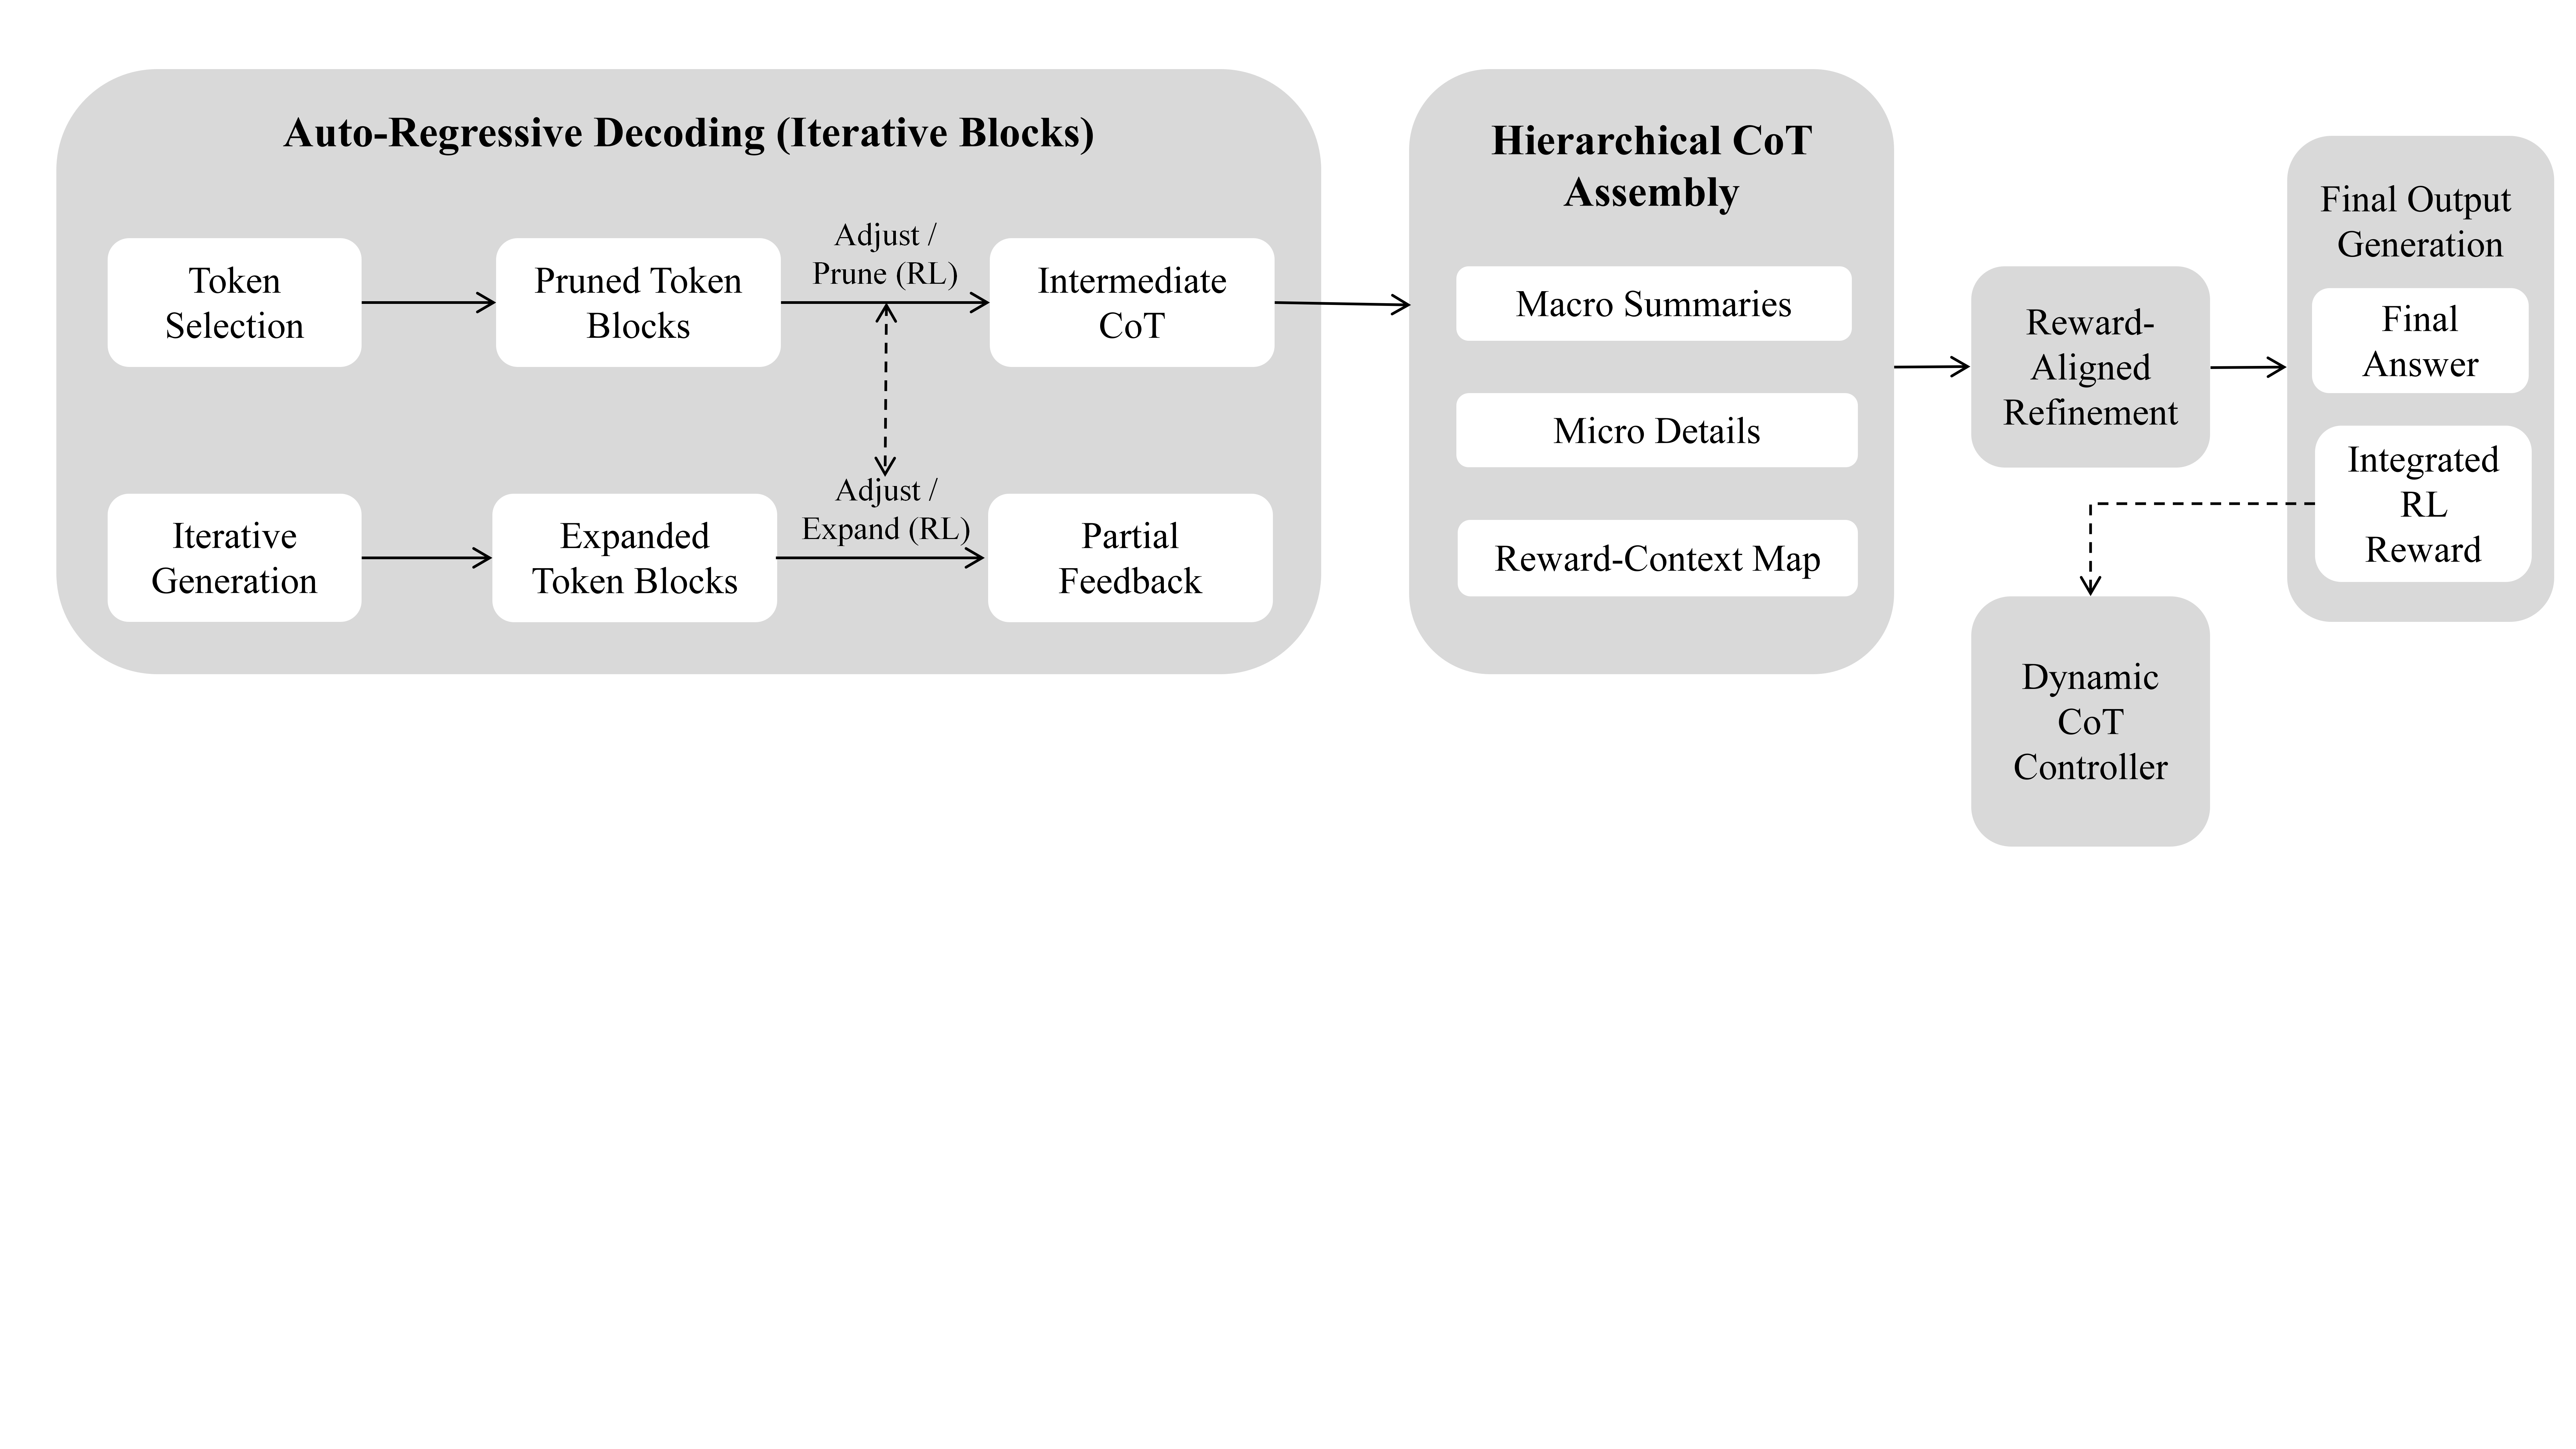 Auto-Regressive Decoding (Iterative Blocks)
Token
Selection
Pruned Token
Blocks
Adjust /
Prune (RL)
Intermediate
CoT
Iterative
Generation
Expanded
Token Blocks
Adjust /
Expand (RL)
Partial
Feedback
Hierarchical CoT
Assembly
Macro Summaries
Micro Details
Reward-Context Map
Reward-
Aligned
Refinement
Final Output
Generation
Final
Answer
Integrated
RL
Reward
Dynamic
CoT
Controller